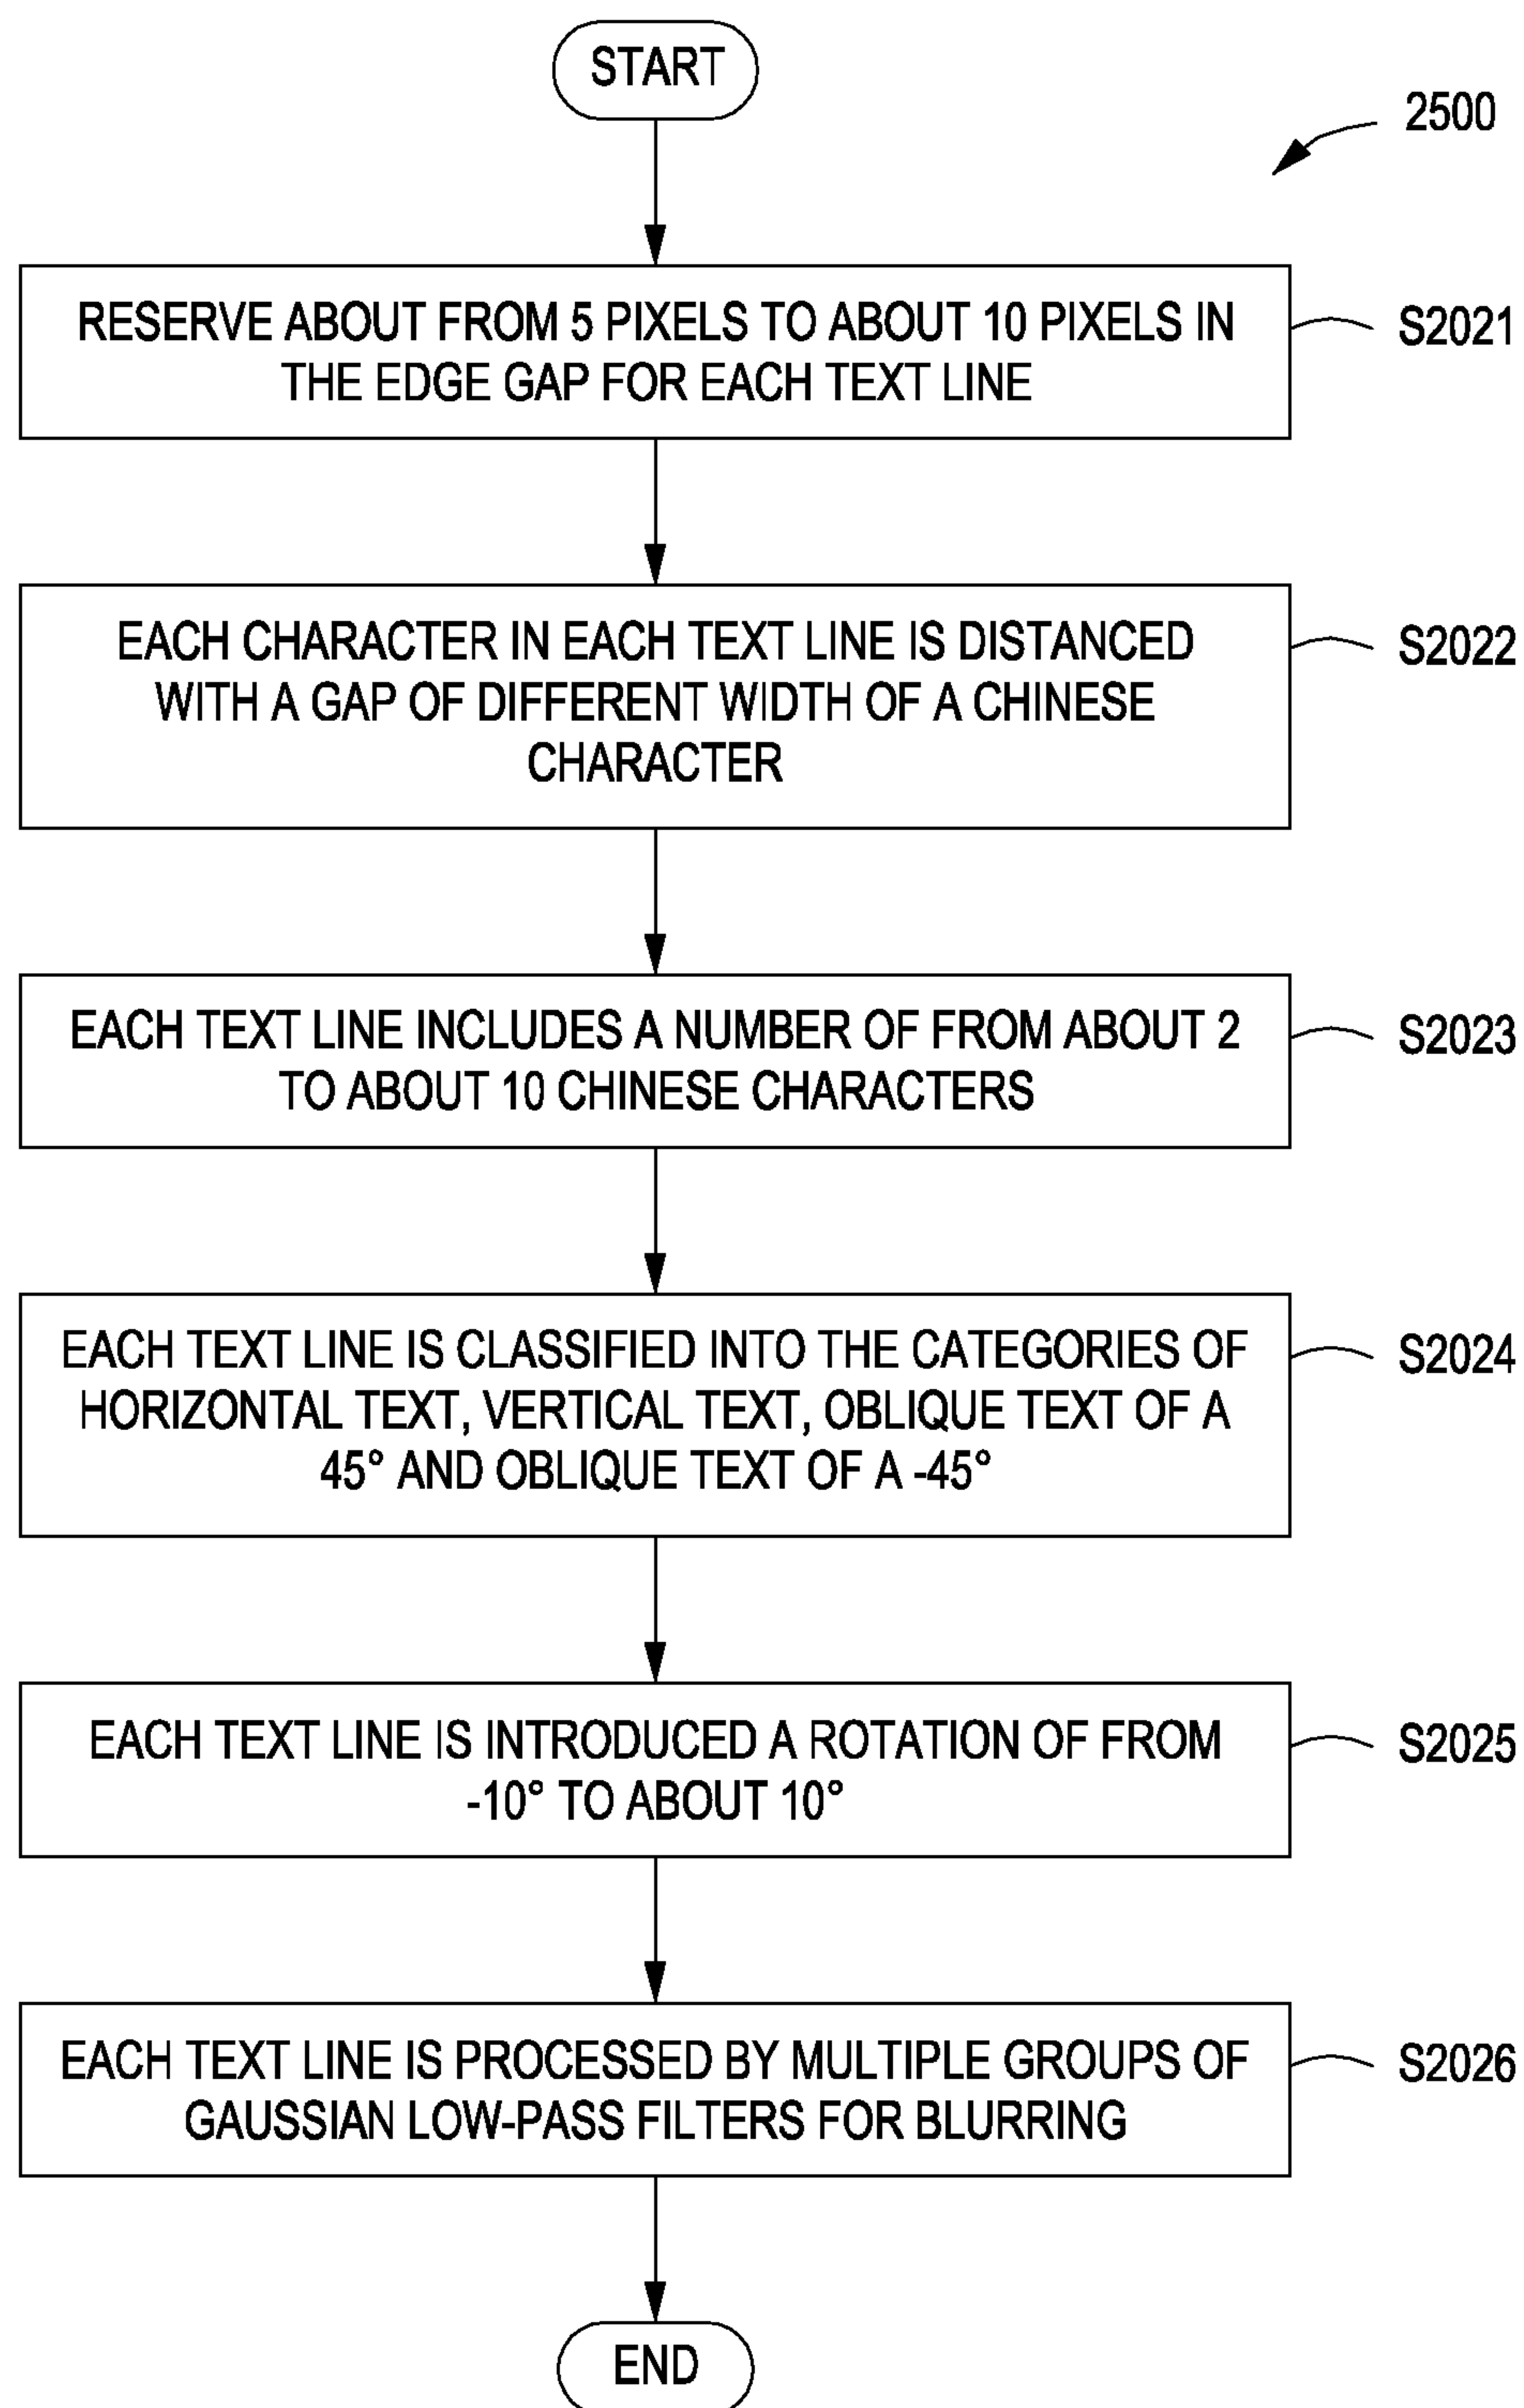 START
2500
RESERVE ABOUT FROM 5 PIXELS TO ABOUT 10 PIXELS IN
THE EDGE GAP FOR EACH TEXT LINE
S2021
EACH CHARACTER IN EACH TEXT LINE IS DISTANCED
WITH A GAP OF DIFFERENT WIDTH OF A CHINESE
CHARACTER
S2022
EACH TEXT LINE INCLUDES A NUMBER OF FROM ABOUT 2
TO ABOUT 10 CHINESE CHARACTERS
S2023
EACH TEXT LINE IS CLASSIFIED INTO THE CATEGORIES OF
HORIZONTAL TEXT, VERTICAL TEXT, OBLIQUE TEXT OF A
45° AND OBLIQUE TEXT OF A -45°
S2024
EACH TEXT LINE IS INTRODUCED A ROTATION OF FROM
-10° TO ABOUT 10°
S2025
EACH TEXT LINE IS PROCESSED BY MULTIPLE GROUPS OF
GAUSSIAN LOW-PASS FILTERS FOR BLURRING
S2026
END